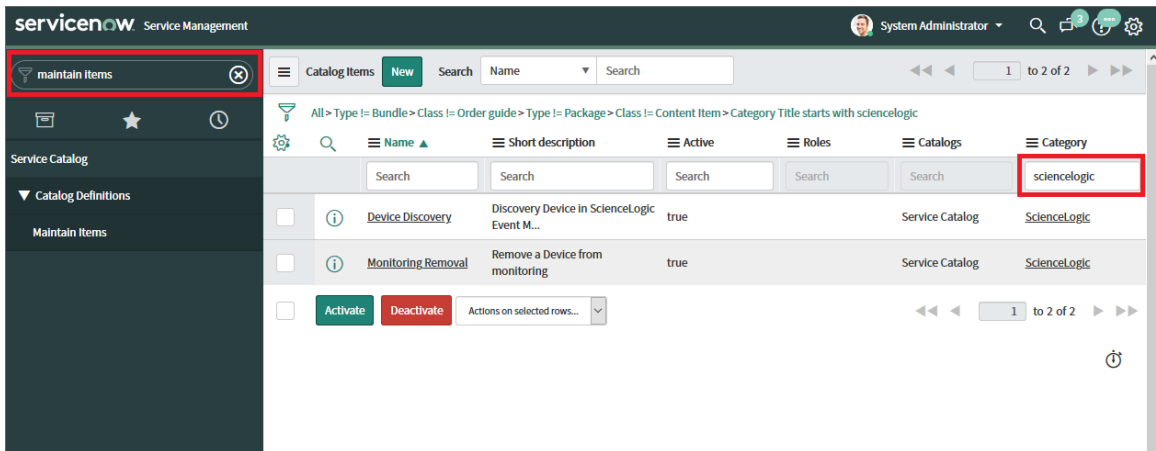 servicenow Service Management
System Administrator
3
maintain items
Catalog Items New Search Name Search 1 to 2 of 2
All > Type != Bundle > Class != Order guide > Type != Package > Class != Content Item > Category Title starts with sciencelogic
Service Catalog
Catalog Definitions
Maintain Items
Name Short description Active Roles Catalogs Category
Search Search Search Search Search sciencelogic
Device Discovery Discovery Device in ScienceLogic Event M... true Service Catalog ScienceLogic
Monitoring Removal Remove a Device from monitoring true Service Catalog ScienceLogic
Activate Deactivate Actions on selected rows... 1 to 2 of 2